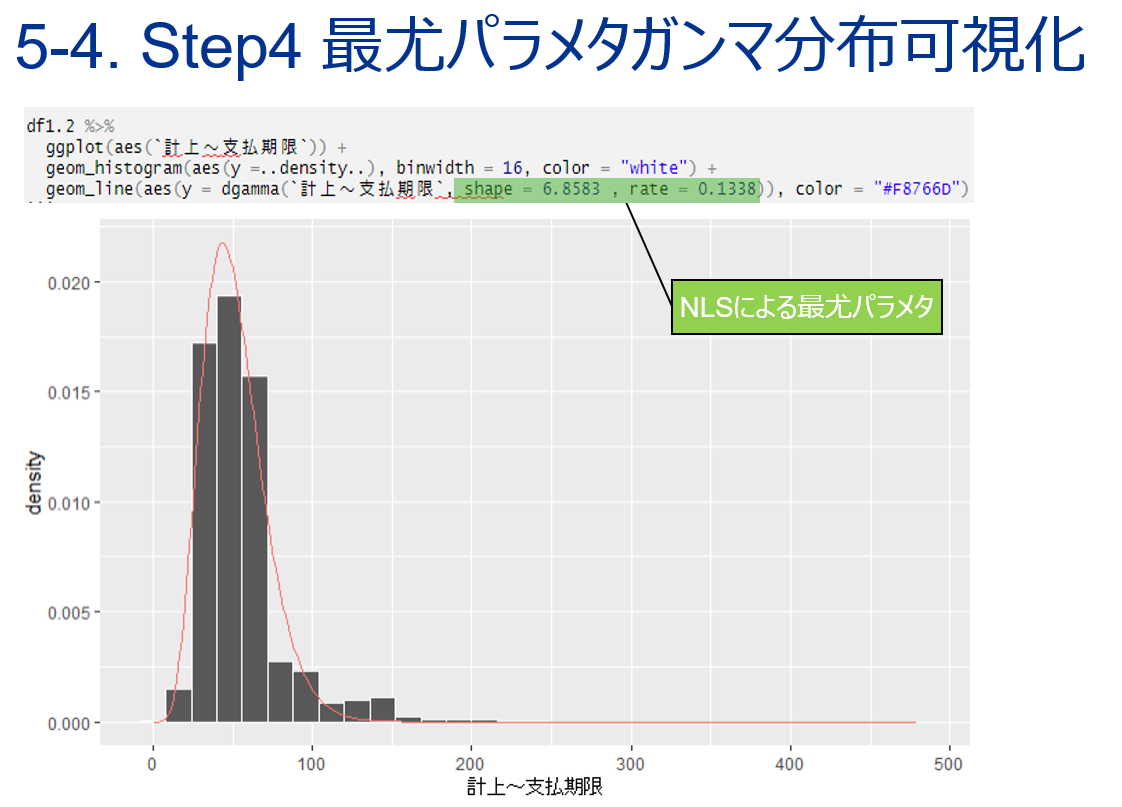 5-4. Step4 最尤パラメタガンマ分布可視化
df1.2 %>%
ggplot(aes(`計上～支払期限`)) +
geom_histogram(aes(y =..density..), binwidth = 16, color = "white") +
geom_line(aes(y = dgamma(`計上～支払期限`, shape = 6.8583 , rate = 0.1338)), color = "#F8766D")
NLSによる最尤パラメタ
0.020
0.015
0.010
0.005
0.000
density
0 100 200 300 400 500
計上～支払期限